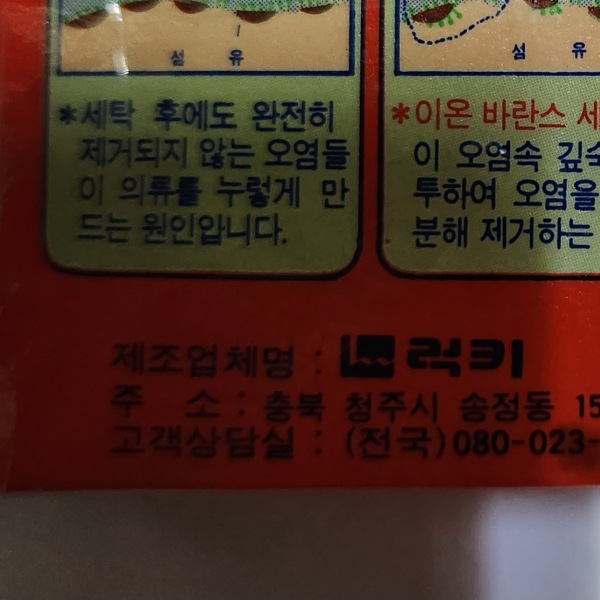 섬 유
섬 유
*세탁 후에도 완전히
제거되지 않는 오염들
이 의류를 누렇게 만
드는 원인입니다.
*이온 바란스 세
이 오염속 깊숙
투하여 오염을
분해 제거하는
제조업체명 : 럭키
주 소 : 충북 청주시 송정동 15
고객상담실 : (전국)080-023-